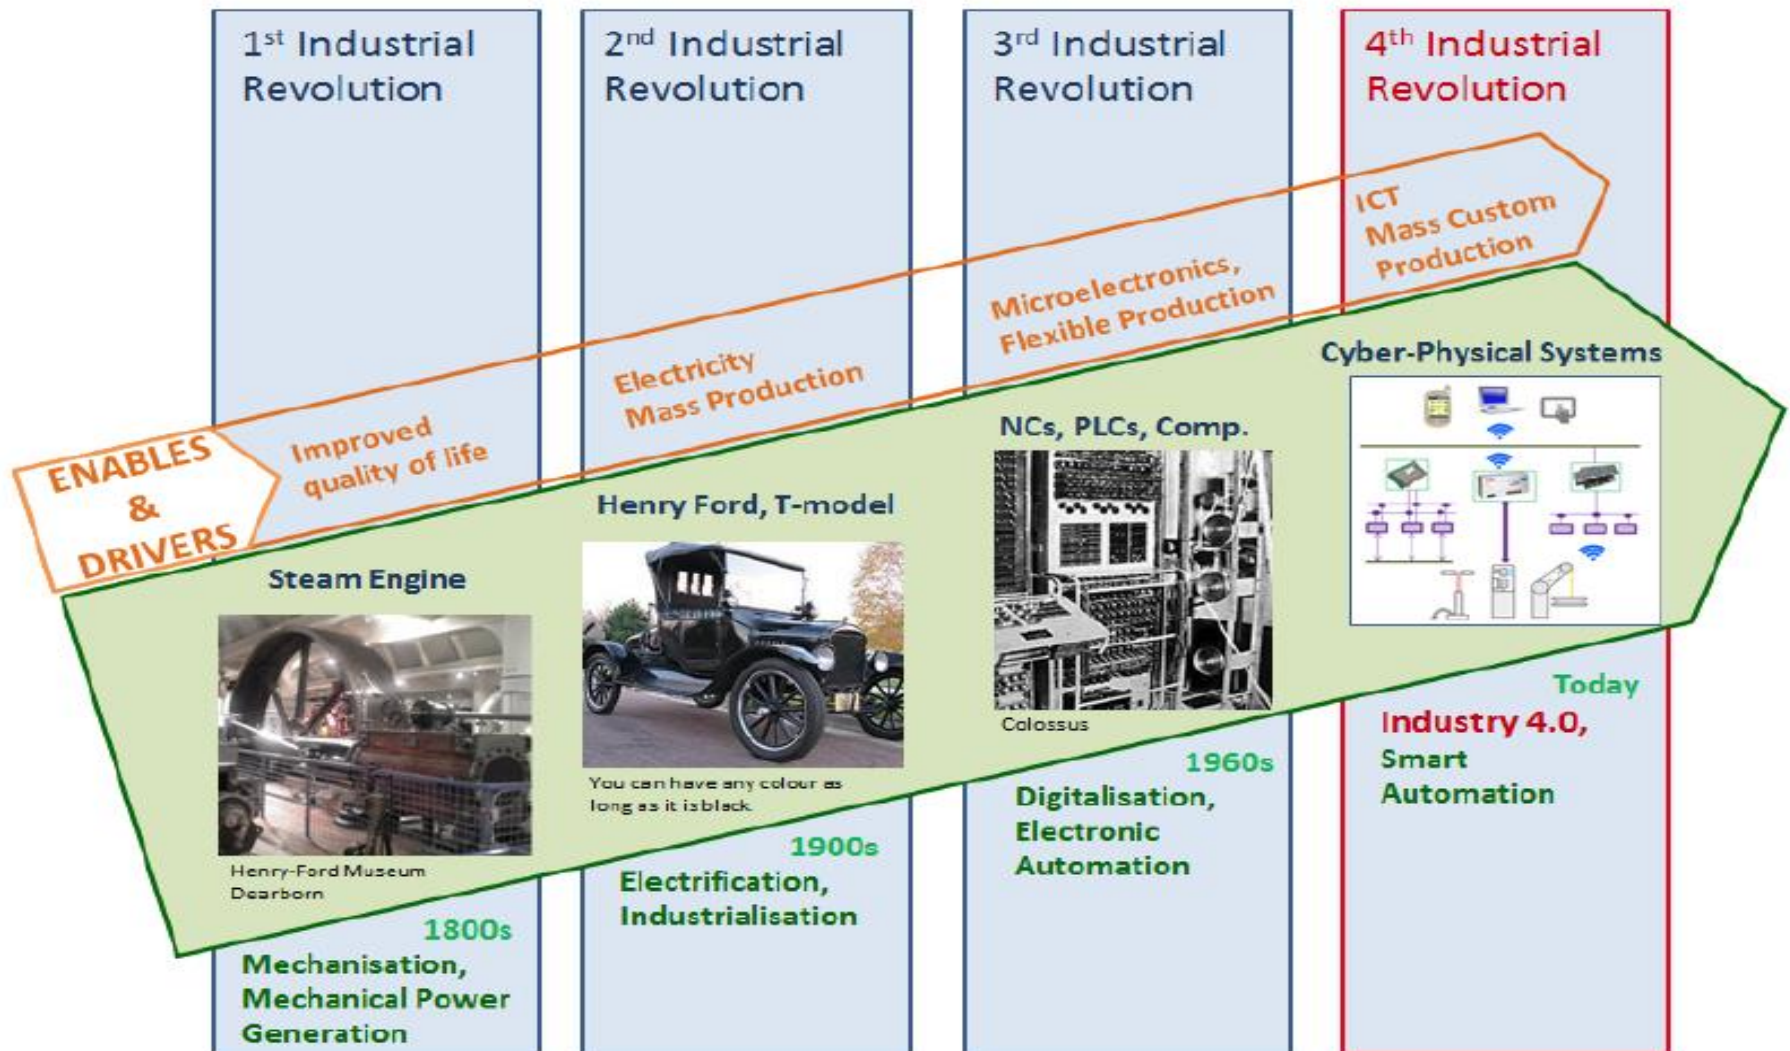 1st Industrial
Revolution
2nd Industrial
Revolution
3rd Industrial
Revolution
4th Industrial
Revolution
ENABLES
&
DRIVERS
Improved
quality of life
Electricity
Mass Production
Microelectronics,
Flexible Production
ICT
Mass Custom
Production
Steam Engine
Henry-Ford Museum
Dearborn
1800s
Mechanisation,
Mechanical Power
Generation
Henry Ford, T-model
You can have any colour as
long as it is black.
1900s
Electrification,
Industrialisation
NCs, PLCs, Comp.
Colossus
1960s
Digitalisation,
Electronic
Automation
Cyber-Physical Systems
Today
Industry 4.0,
Smart
Automation